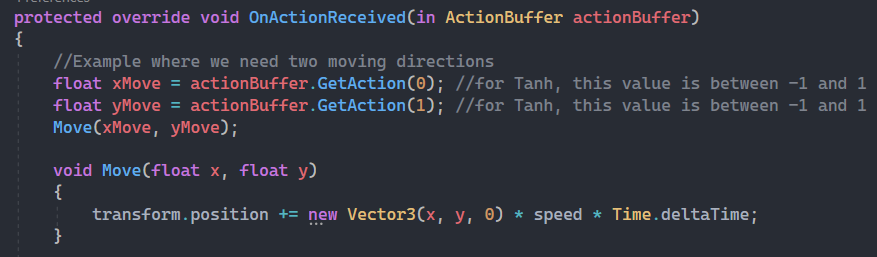 protected override void OnActionReceived(in ActionBuffer actionBuffer)
{
//Example where we need two moving directions
float xMove = actionBuffer.GetAction(0); //for Tanh, this value is between -1 and 1
float yMove = actionBuffer.GetAction(1); //for Tanh, this value is between -1 and 1
Move(xMove, yMove);
void Move(float x, float y)
{
transform.position += new Vector3(x, y, 0) * speed * Time.deltaTime;
}